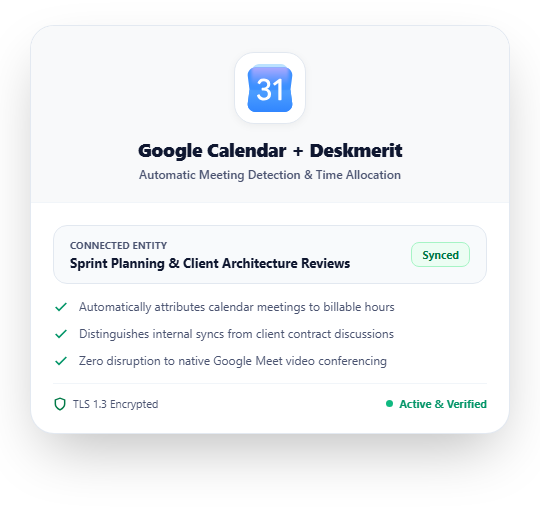 31
Google Calendar + Deskmerit
Automatic Meeting Detection & Time Allocation
CONNECTED ENTITY
Sprint Planning & Client Architecture Reviews
Synced
Automatically attributes calendar meetings to billable hours
Distinguishes internal syncs from client contract discussions
Zero disruption to native Google Meet video conferencing
TLS 1.3 Encrypted
Active & Verified